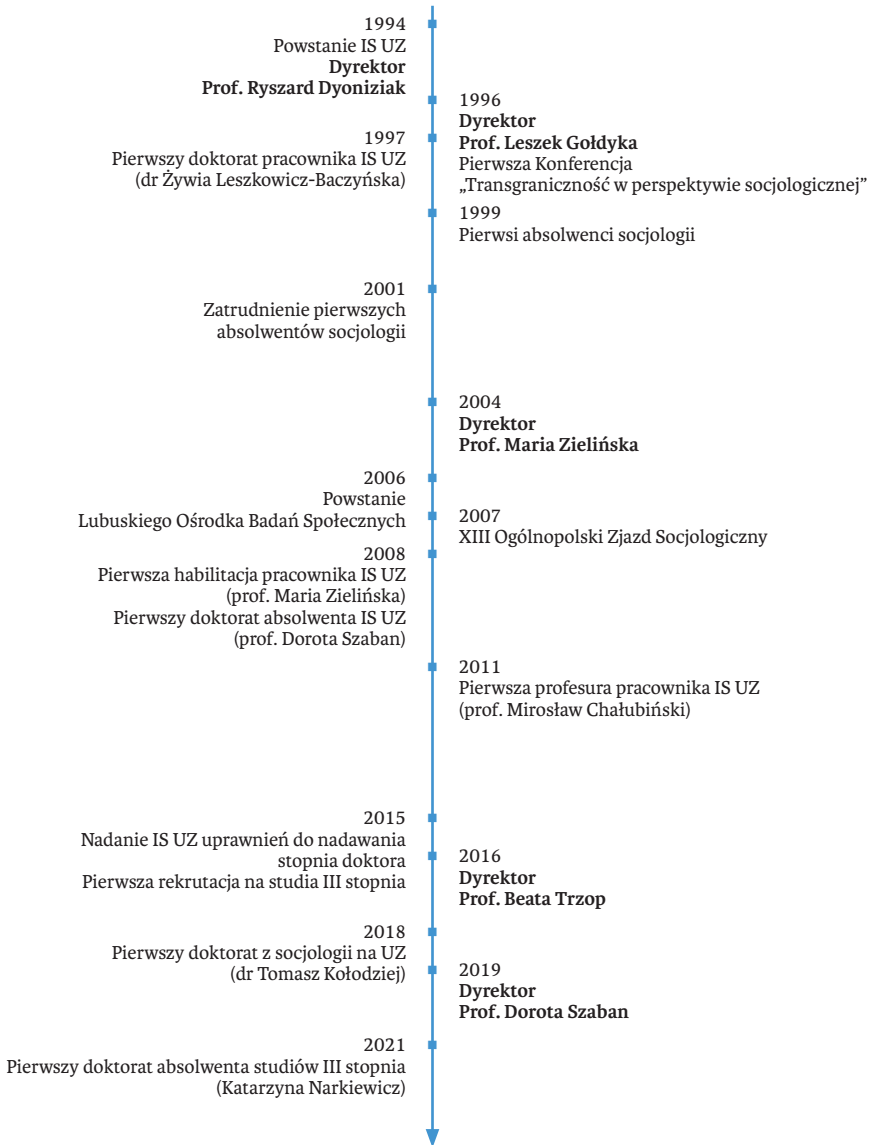 1994
Powstanie IS UZ
Dyrektor
Prof. Ryszard Dyoniziak
1996
Dyrektor
Prof. Leszek Gołdyka
Pierwsza Konferencja
„Transgraniczność w perspektywie socjologicznej”
1997
Pierwszy doktorat pracownika IS UZ
(dr Żywia Leszkowicz-Baczyńska)
1999
Pierwsi absolwenci socjologii
2001
Zatrudnienie pierwszych
absolwentów socjologii
2004
Dyrektor
Prof. Maria Zielińska
2006
Powstanie
Lubuskiego Ośrodka Badań Społecznych
2007
XIII Ogólnopolski Zjazd Socjologiczny
2008
Pierwsza habilitacja pracownika IS UZ
(prof. Maria Zielińska)
Pierwszy doktorat absolwenta IS UZ
(prof. Dorota Szaban)
2011
Pierwsza profesura pracownika IS UZ
(prof. Mirosław Chałubiński)
2015
Nadanie IS UZ uprawnień do nadawania
stopnia doktora
Pierwsza rekrutacja na studia III stopnia
2016
Dyrektor
Prof. Beata Trzop
2018
Pierwszy doktorat z socjologii na UZ
(dr Tomasz Kołodziej)
2019
Dyrektor
Prof. Dorota Szaban
2021
Pierwszy doktorat absolwenta studiów III stopnia
(Katarzyna Narkiewicz)